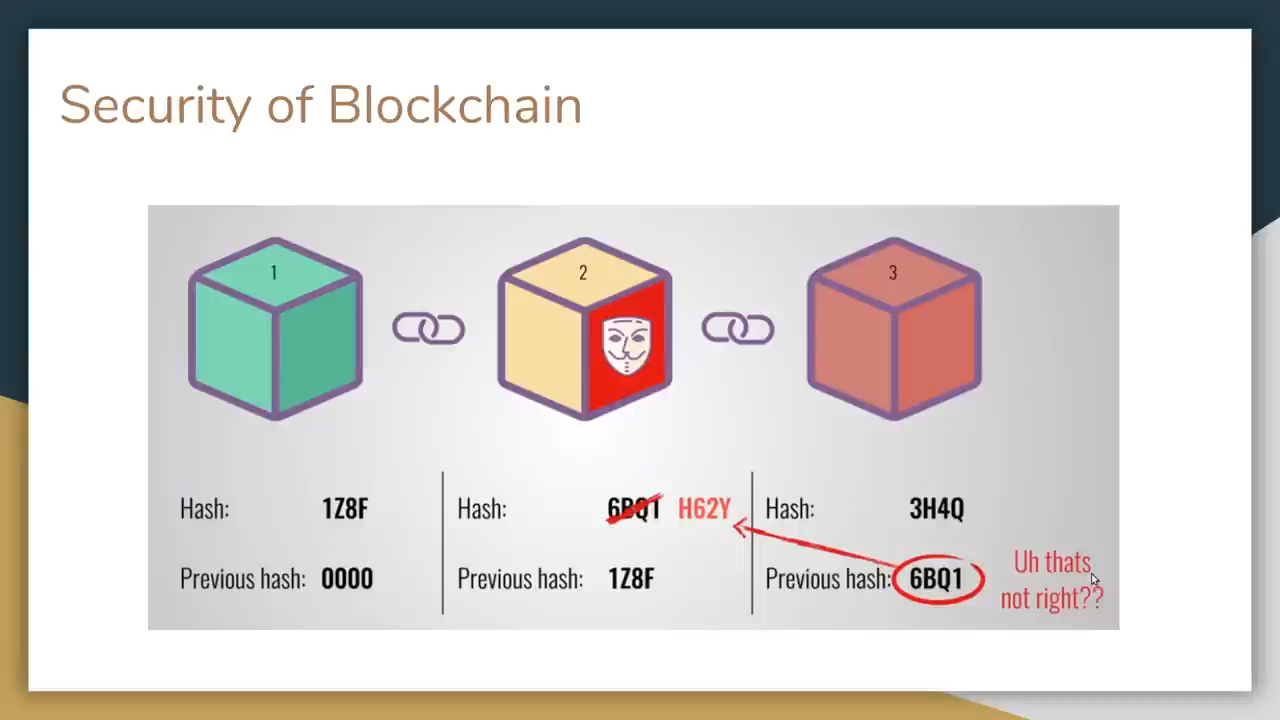 Security of Blockchain
1
2
3
Hash: 1Z8F
Previous hash: 0000
Hash: 6BQ1 H62Y
Previous hash: 1Z8F
Hash: 3H4Q
Previous hash: 6BQ1
Uh thats
not right??